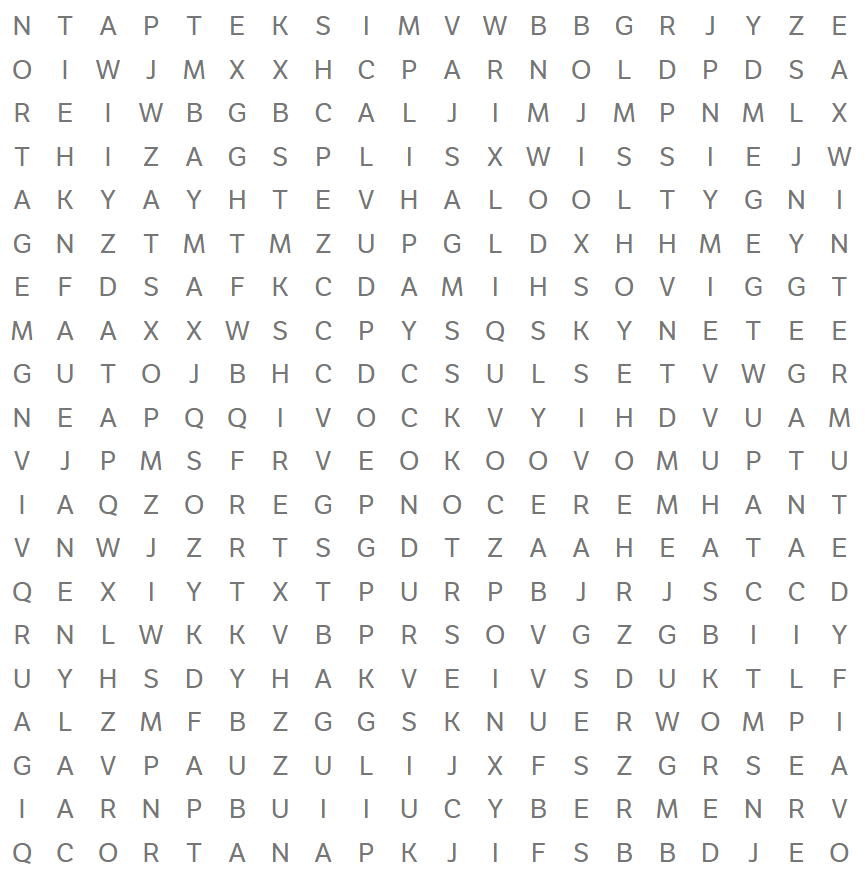 N T A P T E K S I M V W B B G R J Y Z E
O I W J M X X H C P A R N O L D P D S A
R E I W B G B C A L J I M J M P N M L X
T H I Z A G S P L I S X W I S S I E J W
A K Y A Y H T E V H A L O O L T Y G N I
G N Z T M T M Z U P G L D X H H M E Y N
E F D S A F K C D A M I H S O V I G G T
M A A X X W S C P Y S Q S K Y N E T E E
G U T O J B H C D C S U L S E T V W G R
N E A P Q Q I V O C K V Y I H D V U A M
V J P M S F R V E O K O O V O M U P T U
I A Q Z O R E G P N O C E R E M H A N T
V N W J Z R T S G D T Z A A H E A T A E
Q E X I Y T X T P U R P B J R J S C C D
R N L W K K V B P R S O V G Z G B I I Y
U Y H S D Y H A K V E I V S D U K T L F
A L Z M F B Z G G S K N U E R W O M P I
G A V P A U Z U L I J X F S Z G R S E A
I A R N P B U I I U C Y B E R M E N R V
Q C O R T A N A P K J I F S B B D J E O